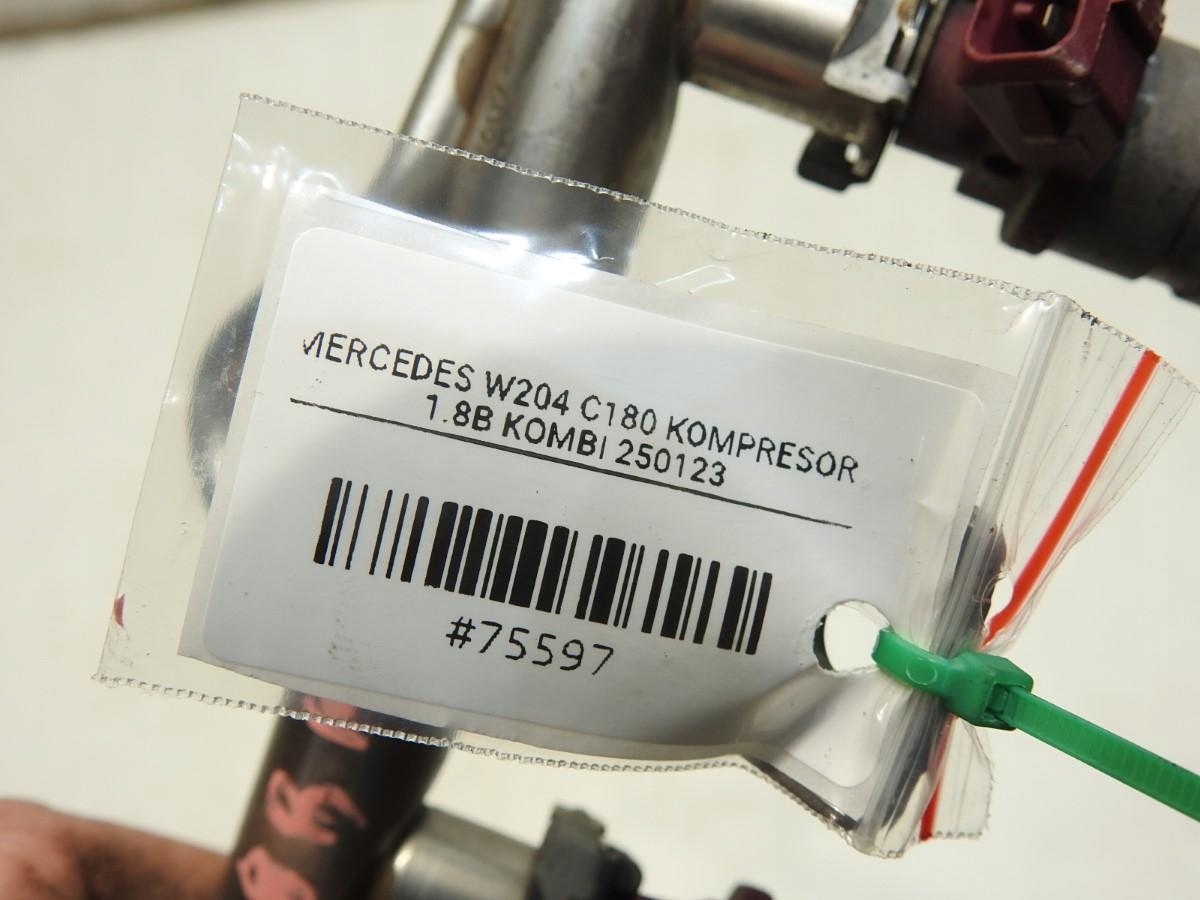 MERCEDES W204 C180 KOMPRESOR
1.8B KOMBI 250123
#75597